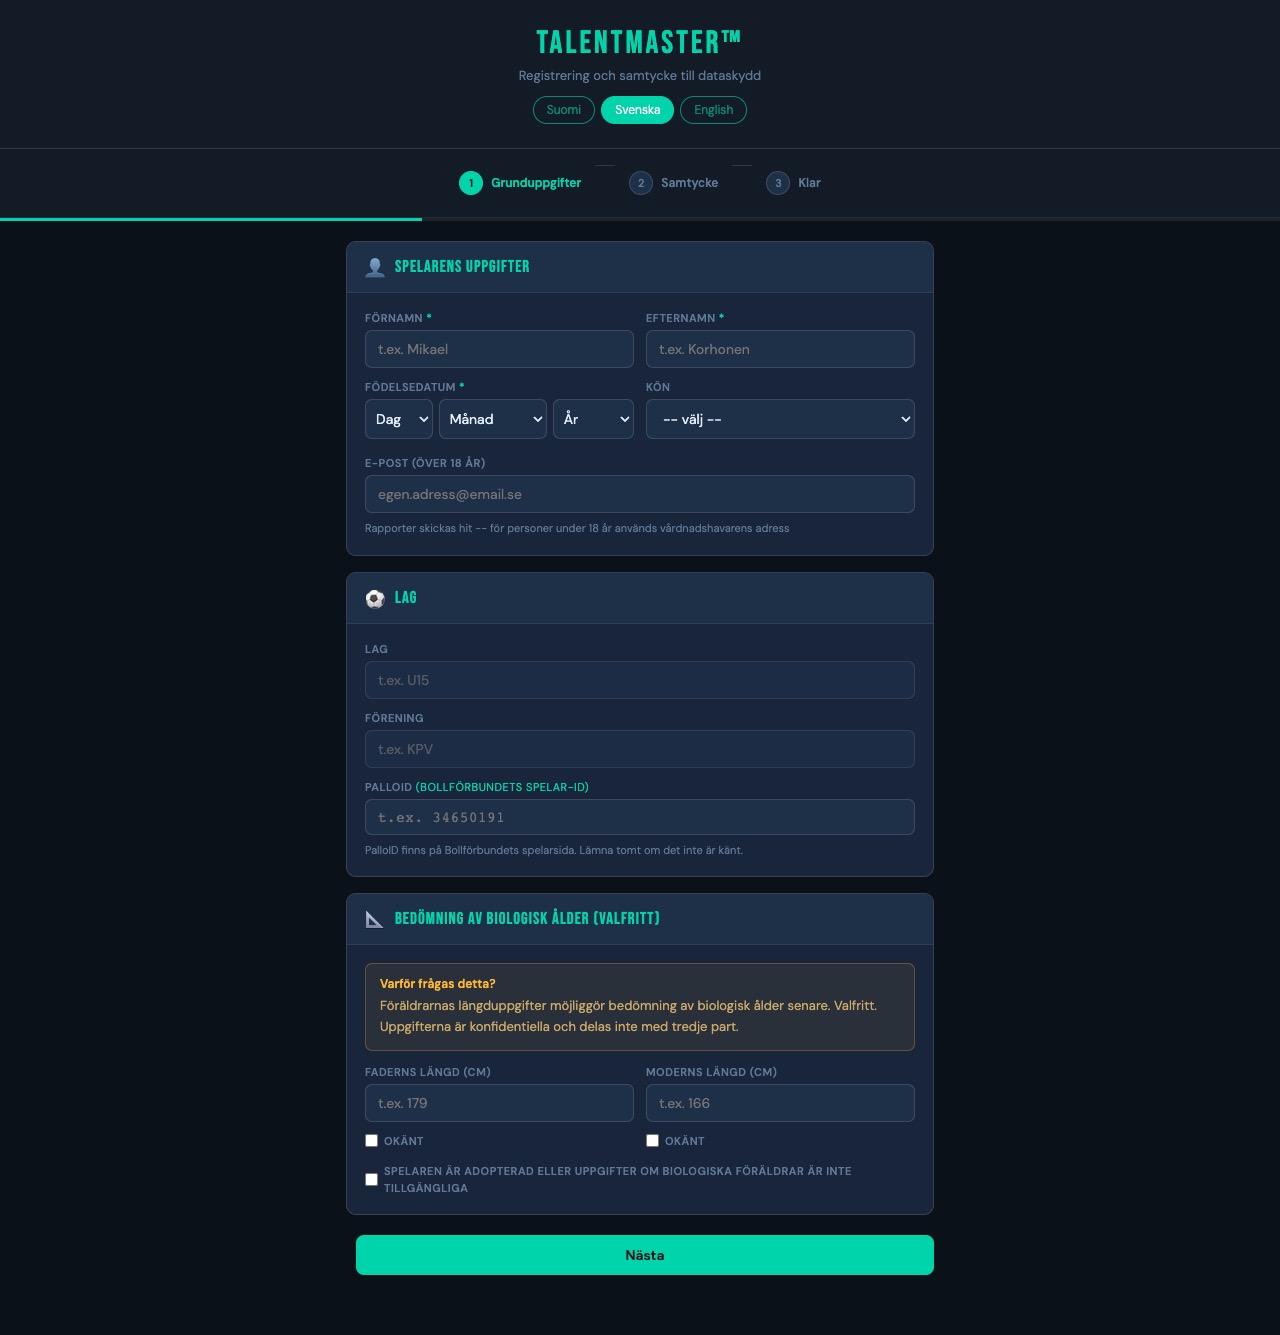 TALENTMASTER™
Registrering och samtycke till dataskydd
Suomi Svenska English
1 Grunduppgifter 2 Samtycke 3 Klar
SPELARENS UPPGIFTER
FÖRNAMN * EFTERNAMN *
t.ex. Mikael t.ex. Korhonen
FÖDELSEDATUM * KÖN
Dag Månad År -- välj --
E-POST (ÖVER 18 ÅR)
egen.adress@email.se
Rapporter skickas hit -- för personer under 18 år används vårdnadshavarens adress
LAG
LAG
t.ex. U15
FÖRENING
t.ex. KPV
PALLOID (BOLLFÖRBUNDETS SPELAR-ID)
t.ex. 34650191
PalloID finns på Bollförbundets spelarsida. Lämna tomt om det inte är känt.
BEDÖMNING AV BIOLOGISK ÅLDER (VALFRITT)
Varför frågas detta?
Föräldrarnas längduppgifter möjliggör bedömning av biologisk ålder senare. Valfritt.
Uppgifterna är konfidentiella och delas inte med tredje part.
FADERNS LÄNGD (CM) MODERNS LÄNGD (CM)
t.ex. 179 t.ex. 166
OKÄNT OKÄNT
SPELAREN ÄR ADOPTERAD ELLER UPPGIFTER OM BIOLOGISKA FÖRÄLDRAR ÄR INTE
TILLGÄNGLIGA
Nästa